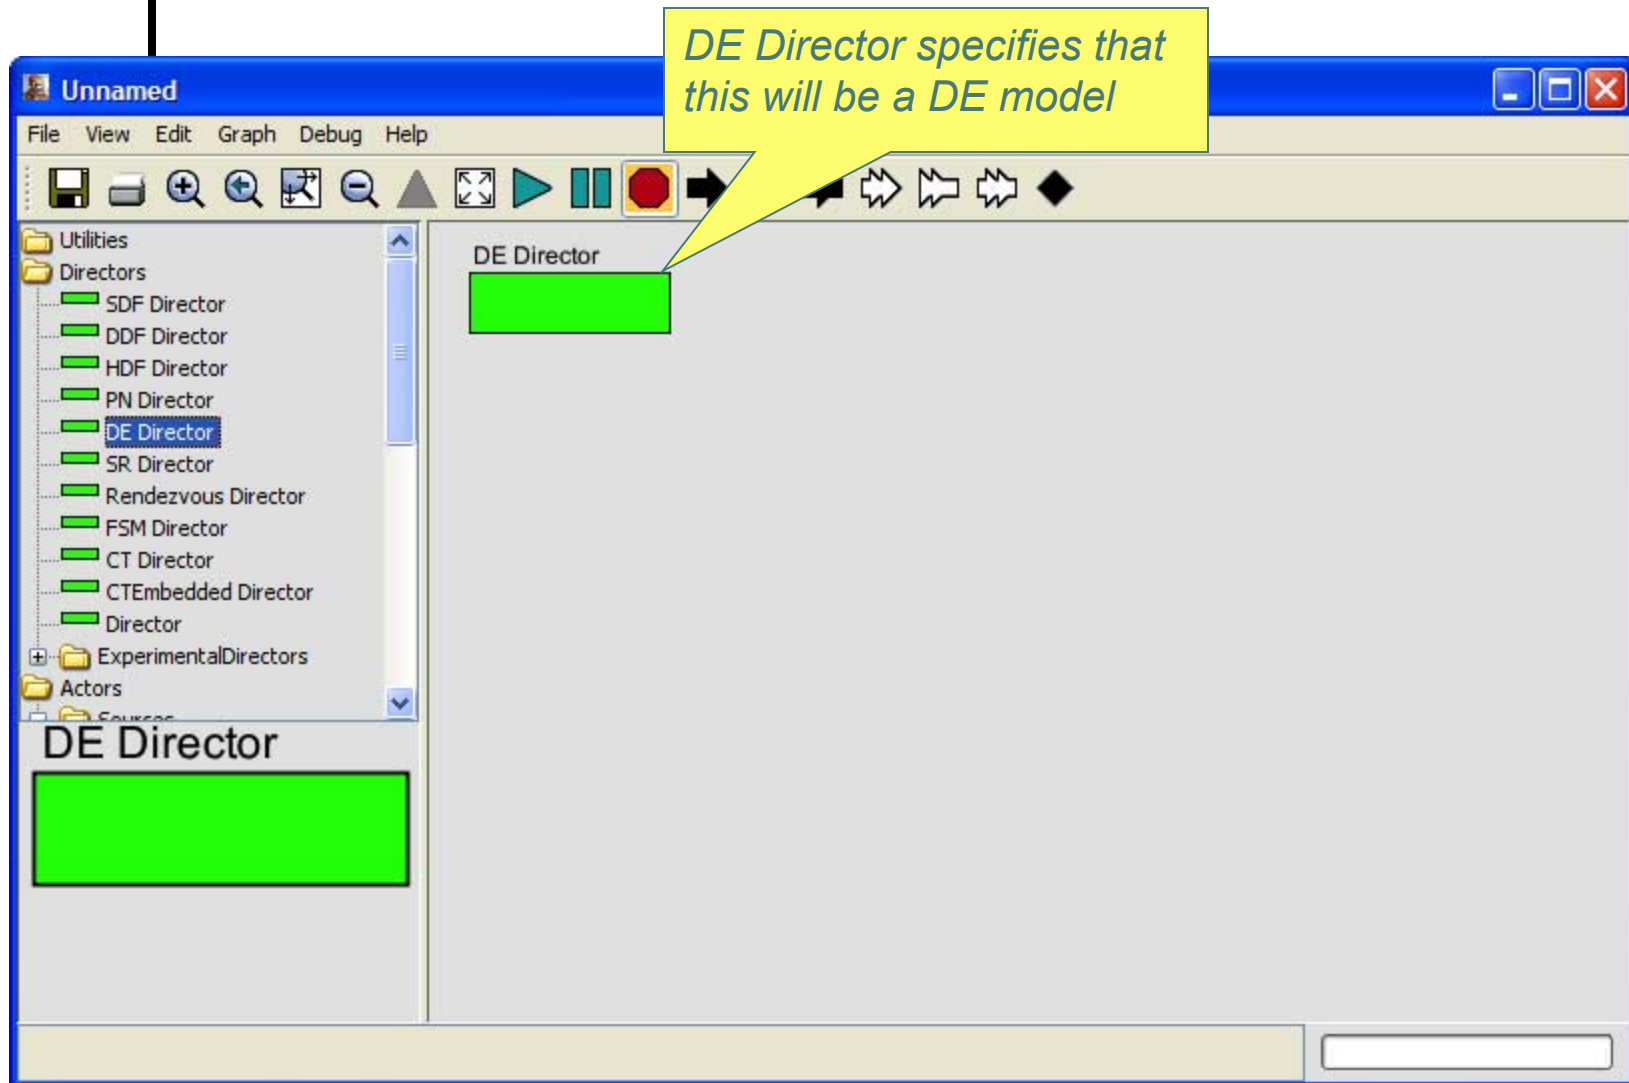 DE Director specifies that
this will be a DE model
Unnamed
File View Edit Graph Debug Help
Utilities
Directors
SDF Director
DDF Director
HDF Director
PN Director
DE Director
SR Director
Rendezvous Director
FSM Director
CT Director
CTEmbedded Director
Director
ExperimentalDirectors
Actors
Sources
DE Director
DE Director